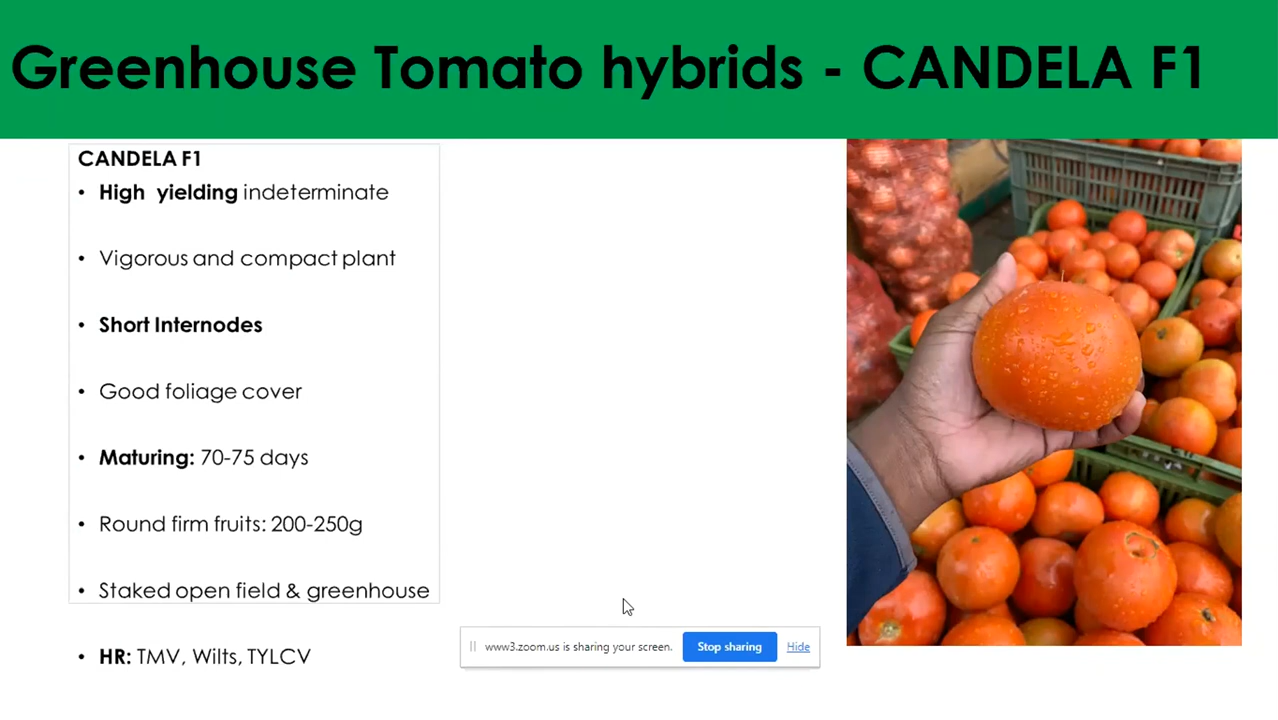 Greenhouse Tomato hybrids - CANDELA F1
CANDELA F1
• High yielding indeterminate
• Vigorous and compact plant
• Short Internodes
• Good foliage cover
• Maturing: 70-75 days
• Round firm fruits: 200-250g
• Staked open field & greenhouse
• HR: TMV, Wilts, TYLCV
www3.zoom.us is sharing your screen. Stop sharing Hide